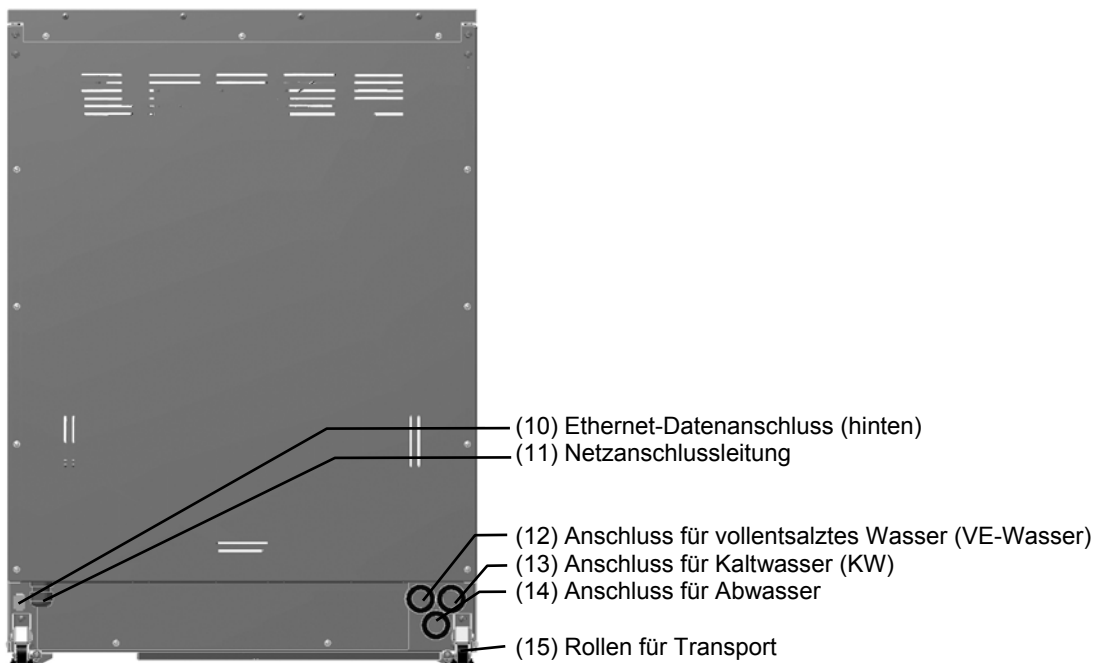 (10) Ethernet-Datenanschluss (hinten)
(11) Netzanschlussleitung
(12) Anschluss für vollentsalztes Wasser (VE-Wasser)
(13) Anschluss für Kaltwasser (KW)
(14) Anschluss für Abwasser
(15) Rollen für Transport